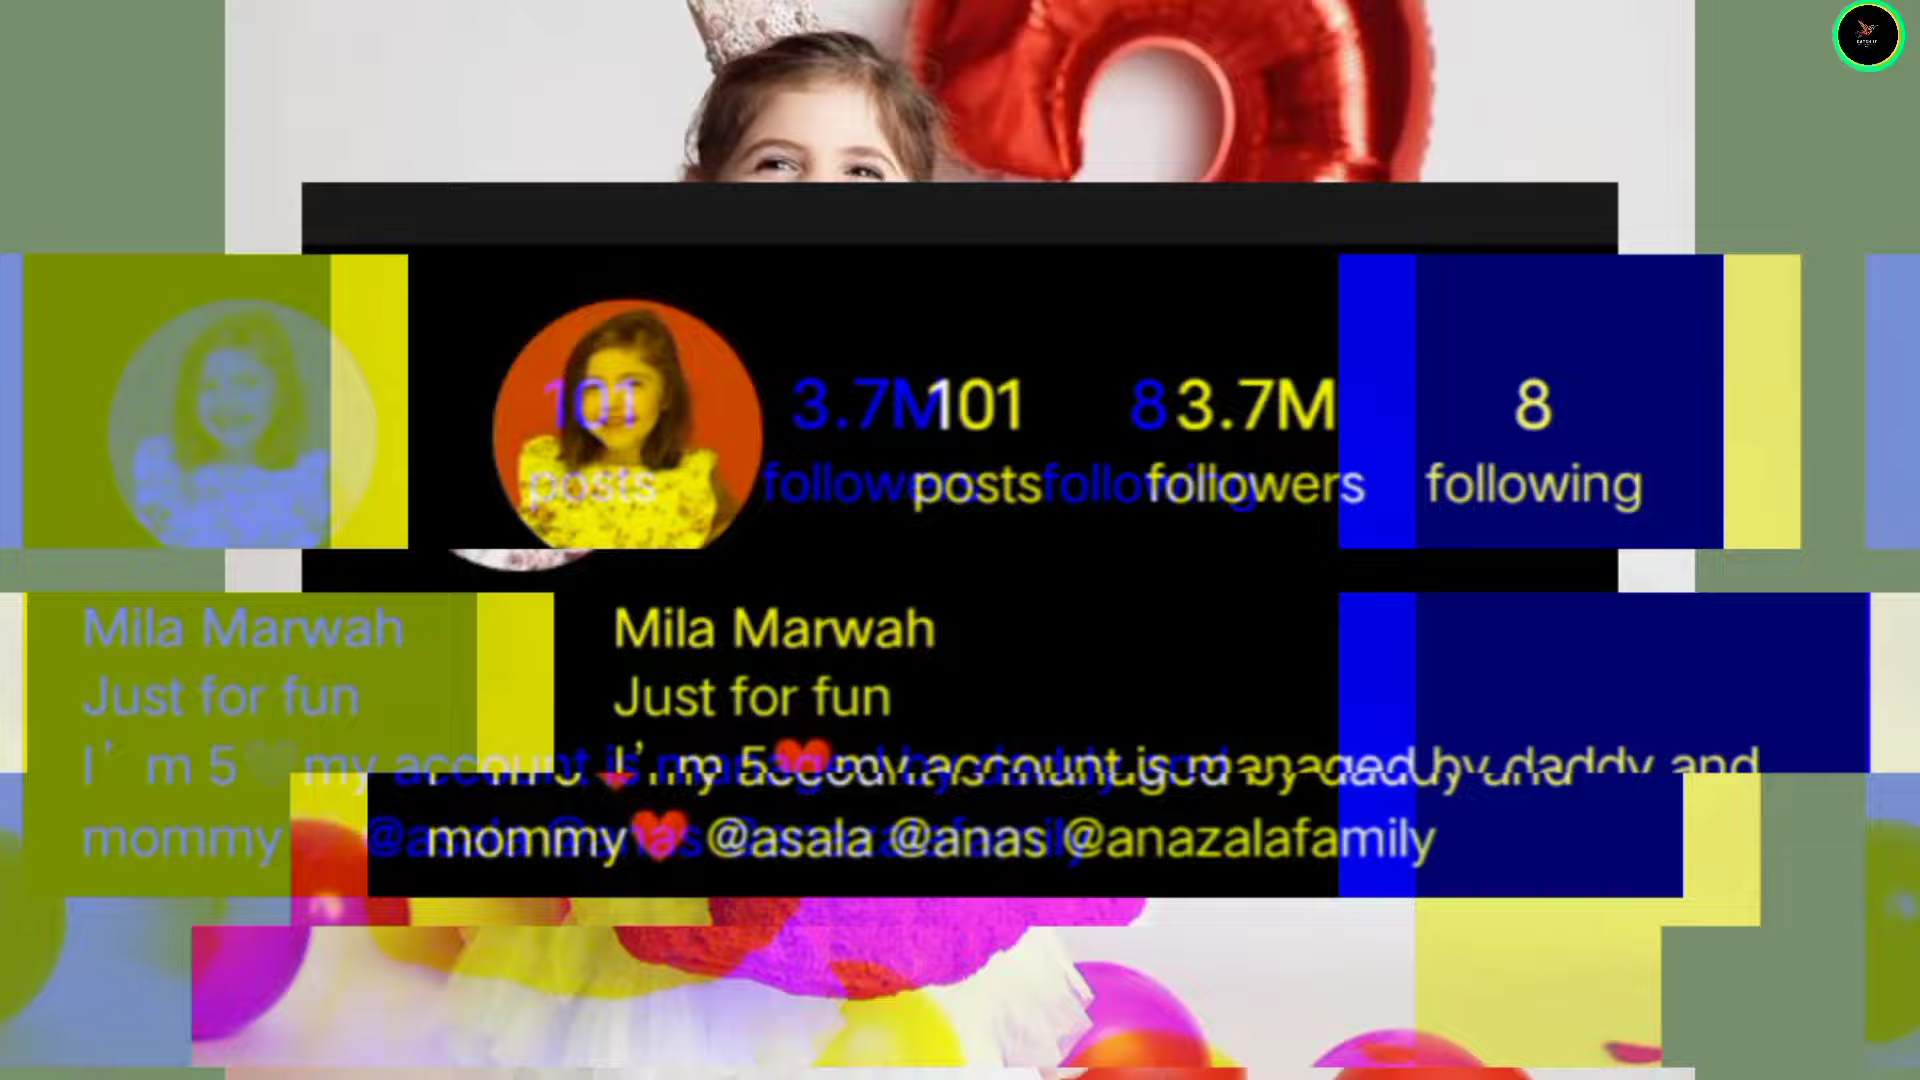 101 3.7M 8
posts followers following
Mila Marwah
Just for fun
I'm 5❤️my account is managed by daddy and
mommy❤️@asala @anas @anazalafamily